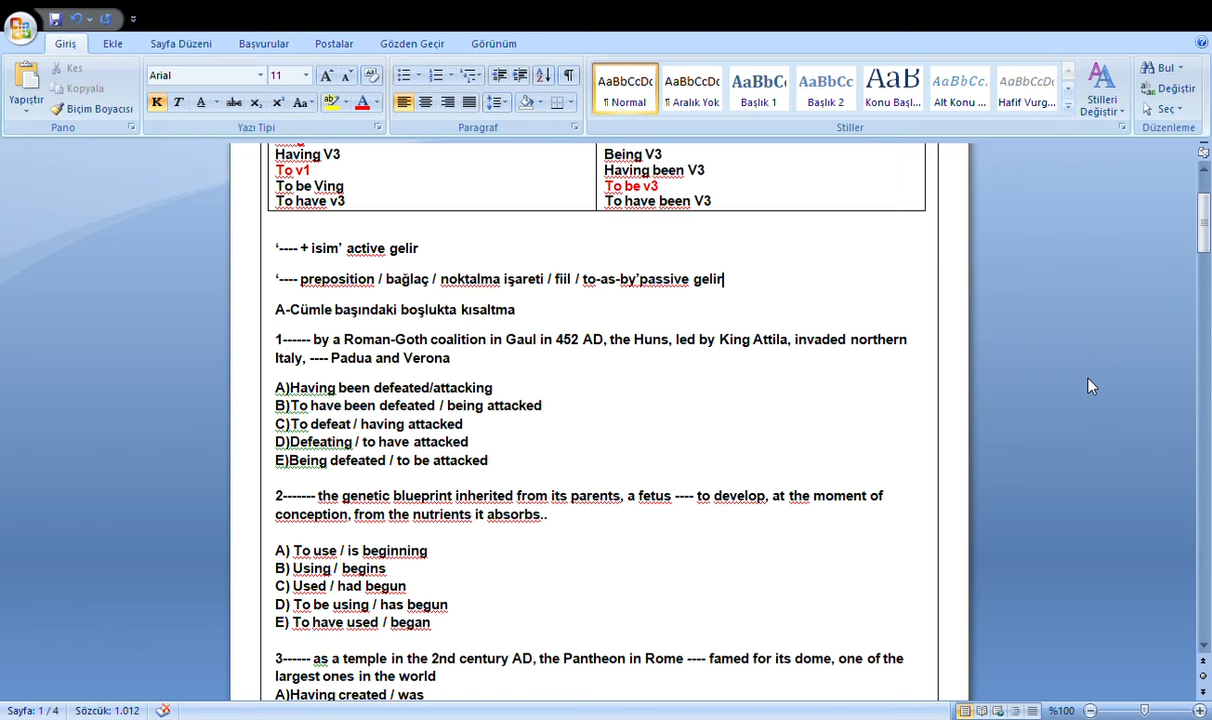 Giriş Ekle Sayfa Düzeni Başvurular Postalar Gözden Geçir Görünüm
Yapıştır
Kes
Kopyala
Biçim Boyacısı
Pano
Arial 11
K T A abc x₂ x² Aa
Yazı Tipi
Paragraf
AaBbCcDc AaBbCcDc AaBbCc AaBbCc AaB AaBbCcDc AaBbCcDc
¶ Normal ¶ Aralık Yok Başlık 1 Başlık 2 Konu Başl... Alt Konu ... Hafif Vurg...
Stilleri Değiştir
Stiller
Bul
Değiştir
Seç
Düzenleme
Having V3
To v1
To be Ving
To have v3
Being V3
Having been V3
To be v3
To have been V3
‘---- + isim’ active gelir
‘---- preposition / bağlaç / noktalma işareti / fiil / to-as-by’passive gelir
A-Cümle başındaki boşlukta kısaltma
1------ by a Roman-Goth coalition in Gaul in 452 AD, the Huns, led by King Attila, invaded northern
Italy, ---- Padua and Verona
A)Having been defeated/attacking
B)To have been defeated / being attacked
C)To defeat / having attacked
D)Defeating / to have attacked
E)Being defeated / to be attacked
2------- the genetic blueprint inherited from its parents, a fetus ---- to develop, at the moment of
conception, from the nutrients it absorbs..
A) To use / is beginning
B) Using / begins
C) Used / had begun
D) To be using / has begun
E) To have used / began
3------ as a temple in the 2nd century AD, the Pantheon in Rome ---- famed for its dome, one of the
largest ones in the world
A)Having created / was
Sayfa: 1 / 4 Sözcük: 1.012 %100